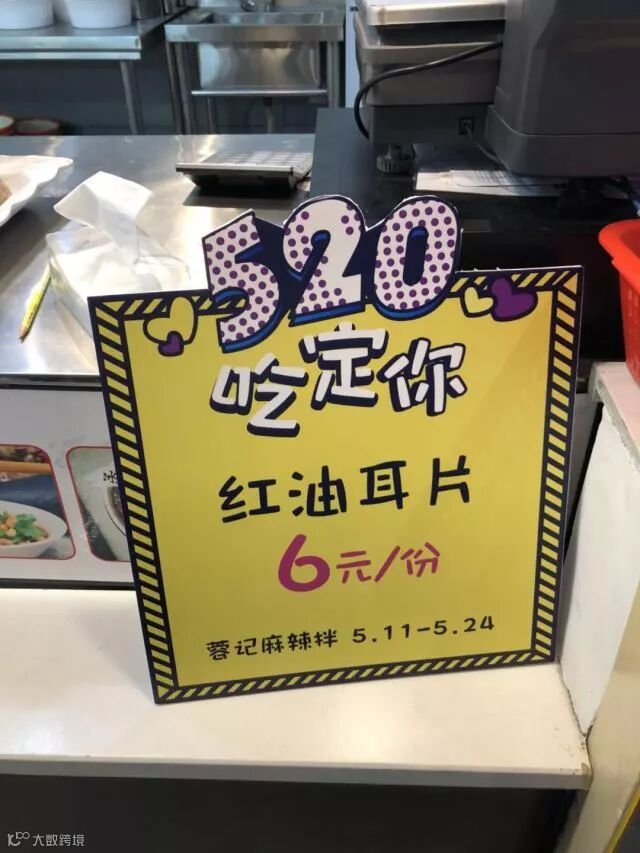 520
吃定你
红油耳片
6元/份
蓉记麻辣拌 5.11-5.24
大数跨境